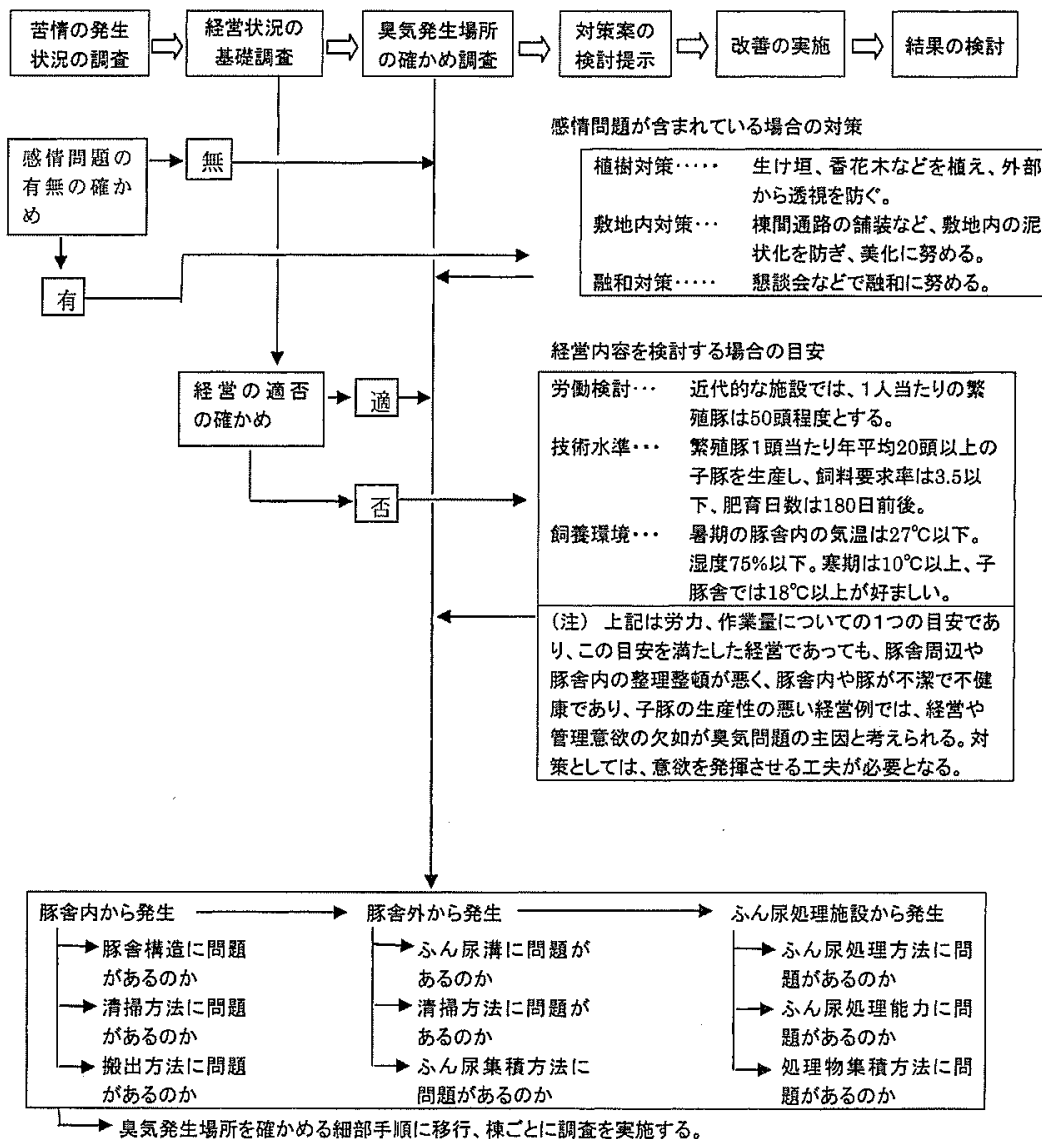 苦情の発生
状況の調査
経営状況の
基礎調査
臭気発生場所
の確かめ調査
対策案の
検討提示
改善の実施
結果の検討
感情問題の
有無の確か
め
無
有
感情問題が含まれている場合の対策
植樹対策‥‥‥ 生け垣、香花木などを植え、外部
から透視を防ぐ。
敷地内対策‥‥ 棟間通路の舗装など、敷地内の泥
状化を防ぎ、美化に努める。
融和対策‥‥‥ 懇談会などで融和に努める。
経営の適否
の確かめ
適
否
経営内容を検討する場合の目安
労働検討‥‥ 近代的な施設では、1人当たりの繁
殖豚は50頭程度とする。
技術水準‥‥ 繁殖豚1頭当たり年平均20頭以上の
子豚を生産し、飼料要求率は3.5以
下、肥育日数は180日前後。
飼養環境‥‥ 暑期の豚舎内の気温は27℃以下。
湿度75%以下。寒期は10℃以上、子
豚舎では18℃以上が好ましい。
(注) 上記は労力、作業量についての1つの目安であ
り、この目安を満たした経営であっても、豚舎周辺や
豚舎内の整理整頓が悪く、豚舎内や豚が不潔で不健
康であり、子豚の生産性の悪い経営例では、経営や
管理意欲の欠如が臭気問題の主因と考えられる。対
策としては、意欲を発揮させる工夫が必要となる。
豚舎内から発生
豚舎構造に問題
があるのか
清掃方法に問題
があるのか
搬出方法に問題
があるのか
豚舎外から発生
ふん尿溝に問題が
あるのか
清掃方法に問題が
あるのか
ふん尿集積方法に
問題があるのか
ふん尿処理施設から発生
ふん尿処理方法に問
題があるのか
ふん尿処理能力に問
題があるのか
処理物集積方法に問
題があるのか
臭気発生場所を確かめる細部手順に移行、棟ごとに調査を実施する。